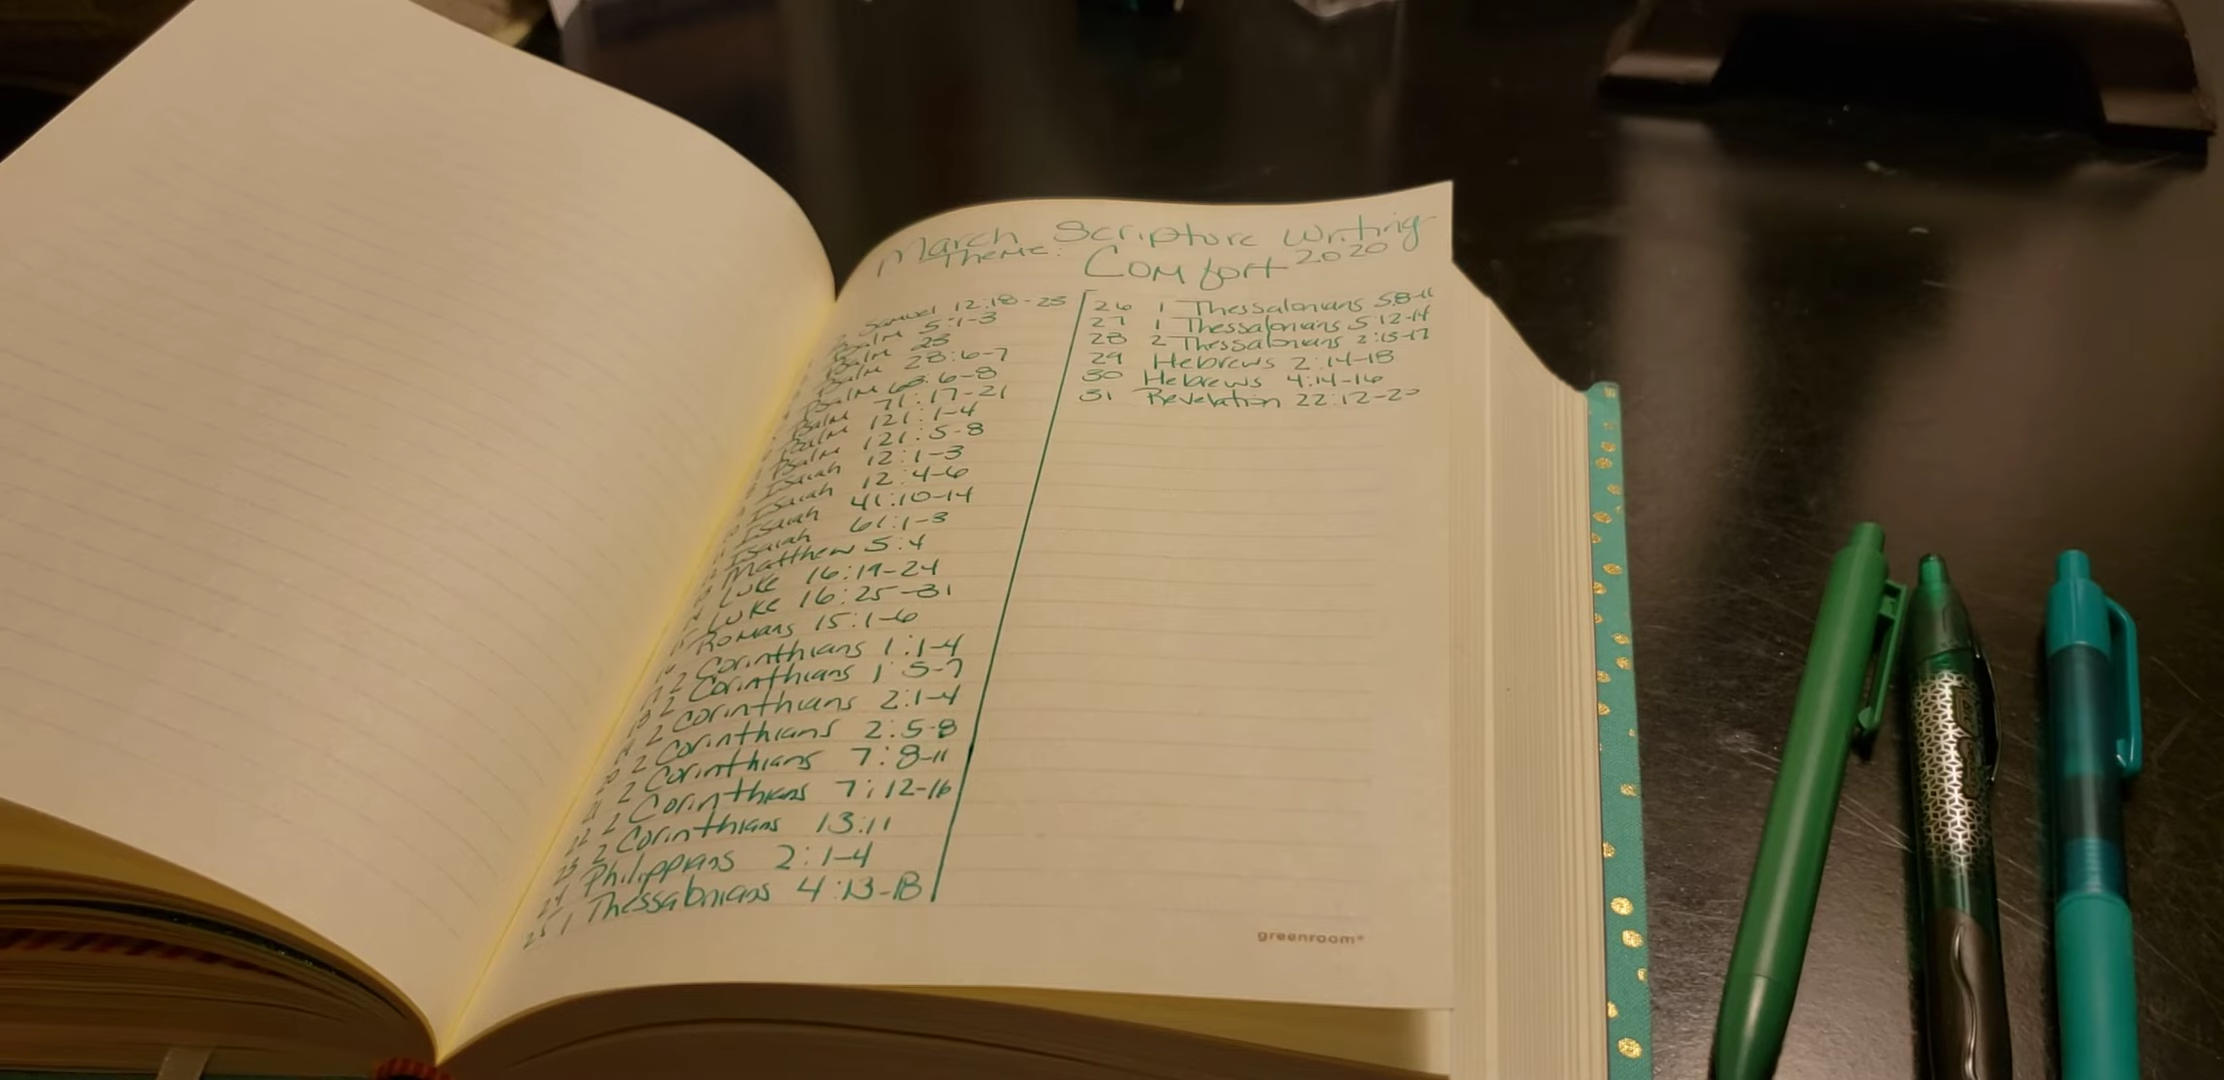 March Scripture Writing
Theme: Comfort 2020
Samuel 12:18-23
Psalm 5:1-3
Psalm 23
Psalm 28:6-7
Psalm 68:6-8
Psalm 71:17-21
Psalm 121:1-4
Psalm 121:5-8
Isaiah 12:1-3
Isaiah 12:4-6
Isaiah 41:10-14
Isaiah 61:1-3
Matthew 5:4
Luke 16:19-24
Luke 16:25-31
Romans 15:1-6
2 Corinthians 1:1-4
2 Corinthians 1:5-7
2 Corinthians 2:1-4
20 2 Corinthians 2:5-8
21 2 Corinthians 7:8-11
22 2 Corinthians 7:12-16
23 2 Corinthians 13:11
24 Philippians 2:1-4
25 1 Thessalonians 4:13-18
26 1 Thessalonians 5:8-11
27 1 Thessalonians 5:12-14
28 2 Thessalonians 2:15-17
29 Hebrews 2:14-18
30 Hebrews 4:14-16
31 Revelation 22:12-20
greenroom®